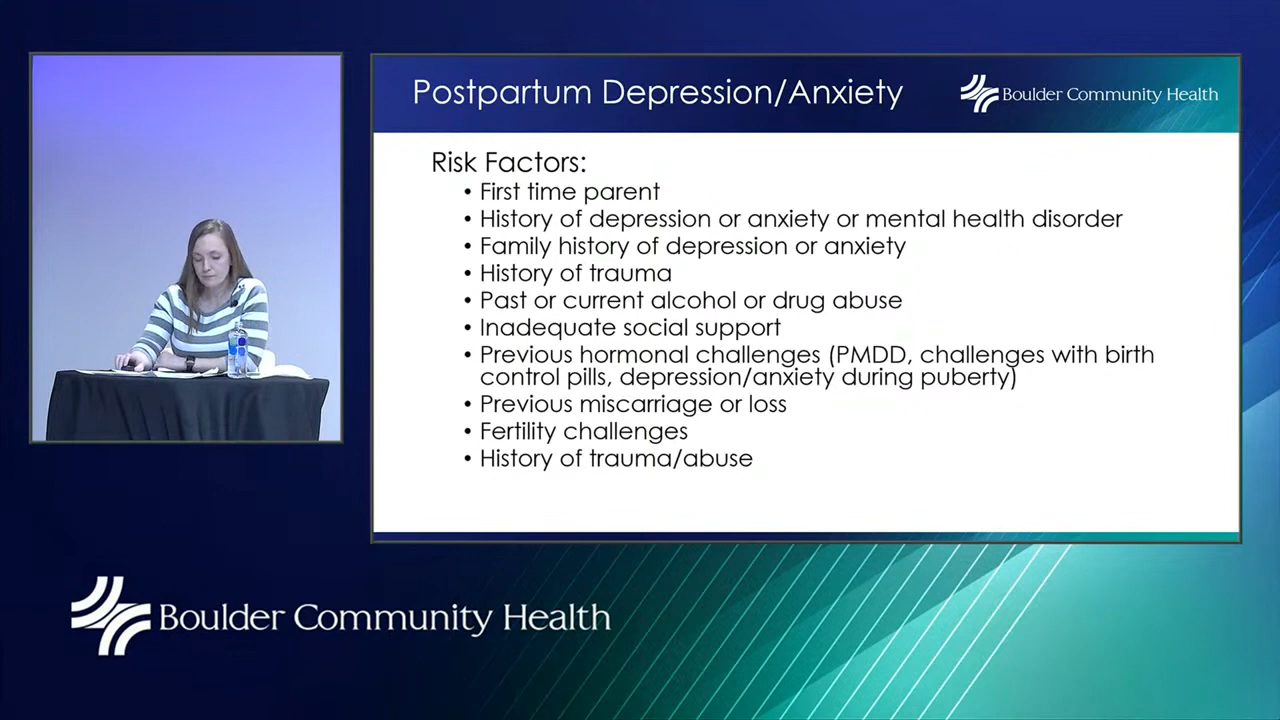 Postpartum Depression/Anxiety
Boulder Community Health
Risk Factors:
• First time parent
• History of depression or anxiety or mental health disorder
• Family history of depression or anxiety
• History of trauma
• Past or current alcohol or drug abuse
• Inadequate social support
• Previous hormonal challenges (PMDD, challenges with birth
control pills, depression/anxiety during puberty)
• Previous miscarriage or loss
• Fertility challenges
• History of trauma/abuse
Boulder Community Health